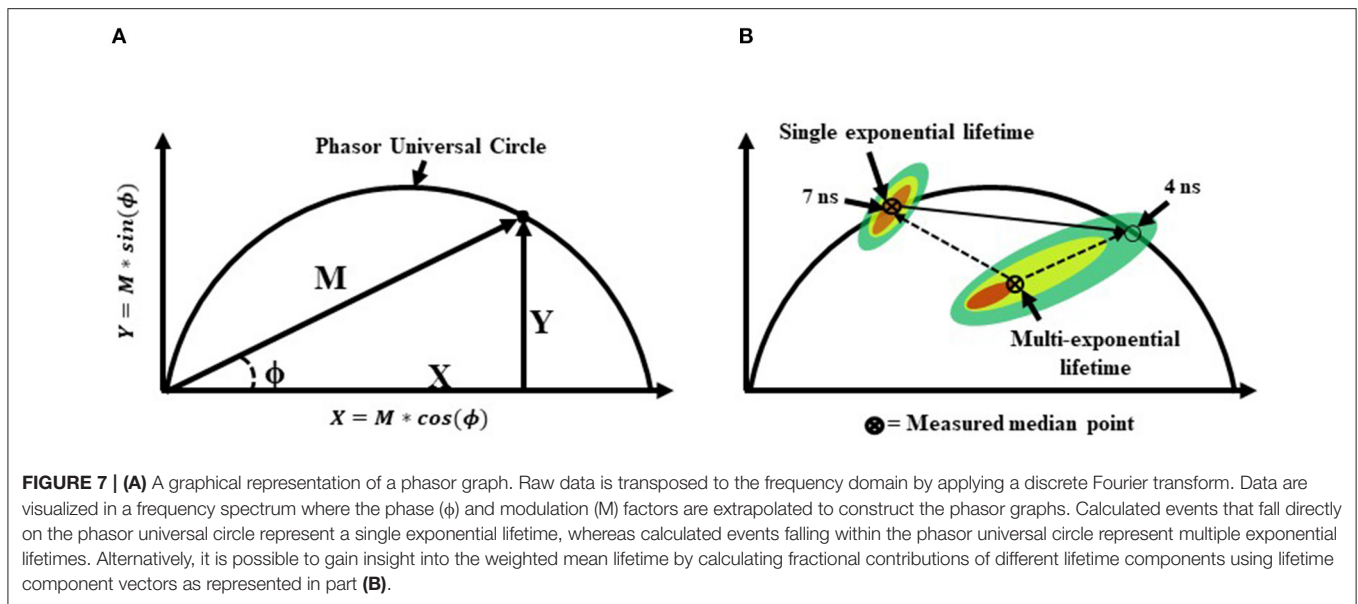 A
Phasor Universal Circle
Y = M * sin(ϕ)
M
Y
ϕ
X
X = M * cos(ϕ)
B
Single exponential lifetime
7 ns
4 ns
Multi-exponential
lifetime
⊗= Measured median point
FIGURE 7 | (A) A graphical representation of a phasor graph. Raw data is transposed to the frequency domain by applying a discrete Fourier transform. Data are
visualized in a frequency spectrum where the phase (ϕ) and modulation (M) factors are extrapolated to construct the phasor graphs. Calculated events that fall directly
on the phasor universal circle represent a single exponential lifetime, whereas calculated events falling within the phasor universal circle represent multiple exponential
lifetimes. Alternatively, it is possible to gain insight into the weighted mean lifetime by calculating fractional contributions of different lifetime components using lifetime
component vectors as represented in part (B).